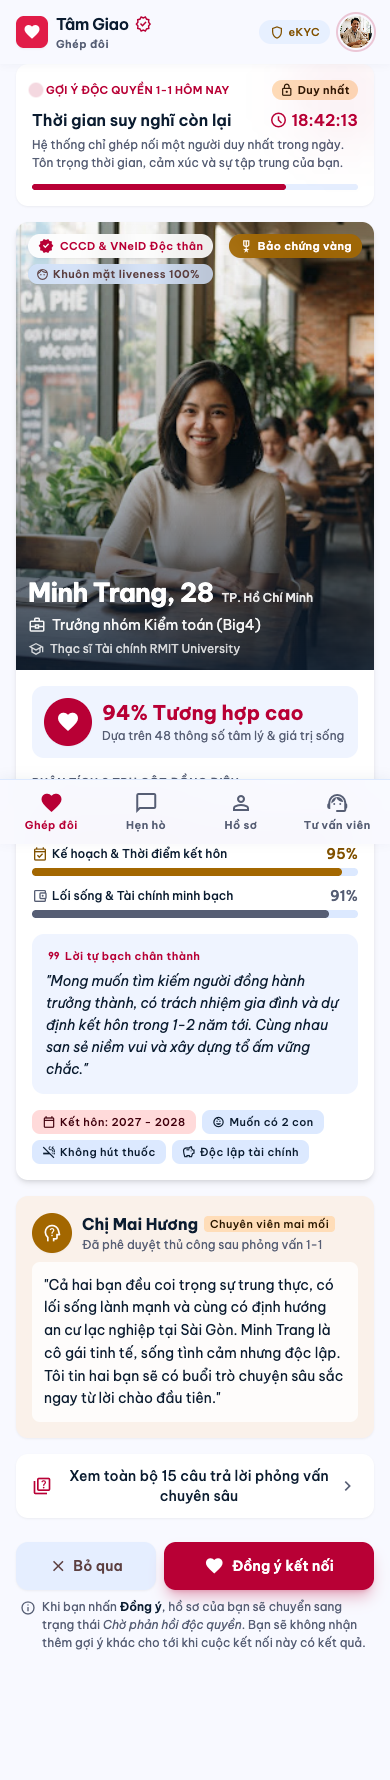 Tâm Giao
Ghép đôi
eKYC
GỢI Ý ĐỘC QUYỀN 1-1 HÔM NAY
Duy nhất
Thời gian suy nghĩ còn lại
18:42:13
Hệ thống chỉ ghép nối một người duy nhất trong ngày.
Tôn trọng thời gian, cảm xúc và sự tập trung của bạn.
CCCD & VNeID Độc thân
Bảo chứng vàng
Khuôn mặt liveness 100%
CÀ PHÊ
Minh Trang, 28 TP. Hồ Chí Minh
Trưởng nhóm Kiểm toán (Big4)
Thạc sĩ Tài chính RMIT University
94% Tương hợp cao
Dựa trên 48 thông số tâm lý & giá trị sống
Ghép đôi
Hẹn hò
Hồ sơ
Tư vấn viên
Kế hoạch & Thời điểm kết hôn
95%
Lối sống & Tài chính minh bạch
91%
Lời tự bạch chân thành
"Mong muốn tìm kiếm người đồng hành
trưởng thành, có trách nhiệm gia đình và dự
định kết hôn trong 1-2 năm tới. Cùng nhau
san sẻ niềm vui và xây dựng tổ ấm vững
chắc."
Kết hôn: 2027 - 2028
Muốn có 2 con
Không hút thuốc
Độc lập tài chính
Chị Mai Hương
Chuyên viên mai mối
Đã phê duyệt thủ công sau phỏng vấn 1-1
"Cả hai bạn đều coi trọng sự trung thực, có
lối sống lành mạnh và cùng có định hướng
an cư lạc nghiệp tại Sài Gòn. Minh Trang là
cô gái tinh tế, sống tình cảm nhưng độc lập.
Tôi tin hai bạn sẽ có buổi trò chuyện sâu sắc
ngay từ lời chào đầu tiên."
Xem toàn bộ 15 câu trả lời phỏng vấn
chuyên sâu
Bỏ qua
Đồng ý kết nối
Khi bạn nhấn Đồng ý, hồ sơ của bạn sẽ chuyển sang
trạng thái Chờ phản hồi độc quyền. Bạn sẽ không nhận
thêm gợi ý khác cho tới khi cuộc kết nối này có kết quả.